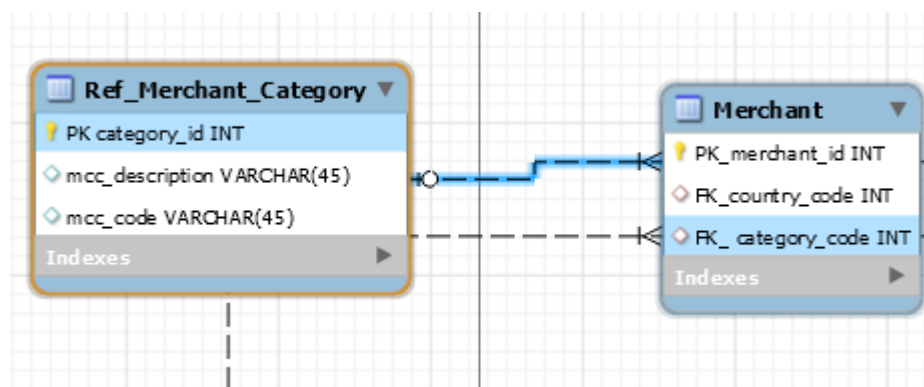 Ref_Merchant_Category
PK category_id INT
mcc_description VARCHAR(45)
mcc_code VARCHAR(45)
Indexes
Merchant
PK_merchant_id INT
FK_country_code INT
FK_ category_code INT
Indexes